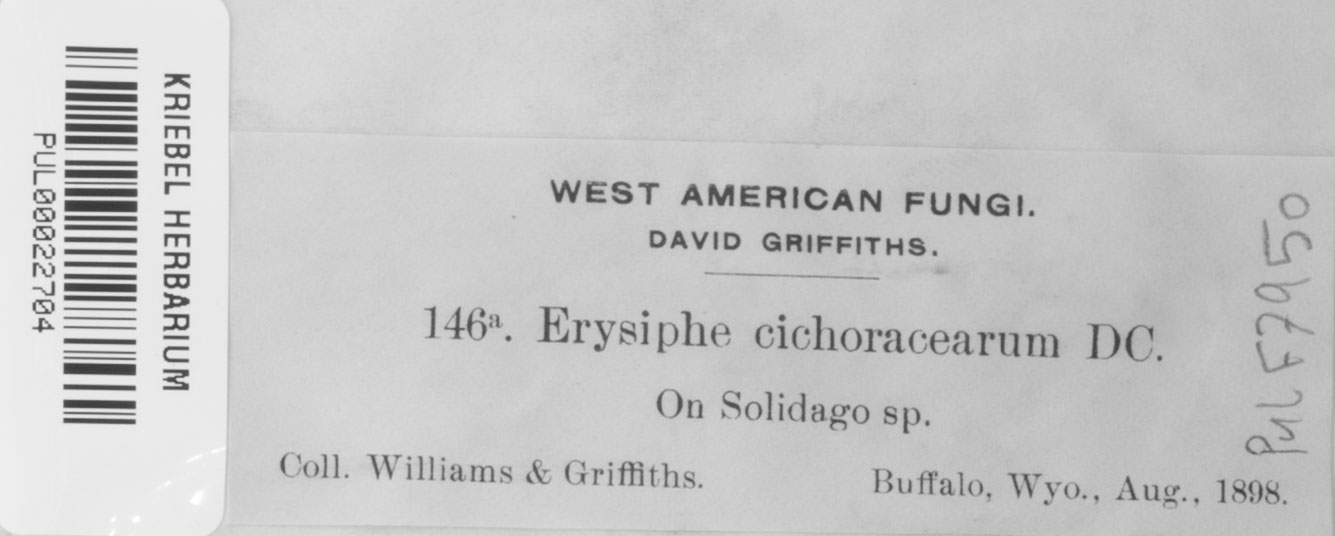 KRIEBEL HERBARIUM
PUL00022704
WEST AMERICAN FUNGI.
DAVID GRIFFITHS.
146ª. Erysiphe cichoracearum DC.
On Solidago sp.
Coll. Williams & Griffiths.
Buffalo, Wyo., Aug., 1898.
PUL F7950